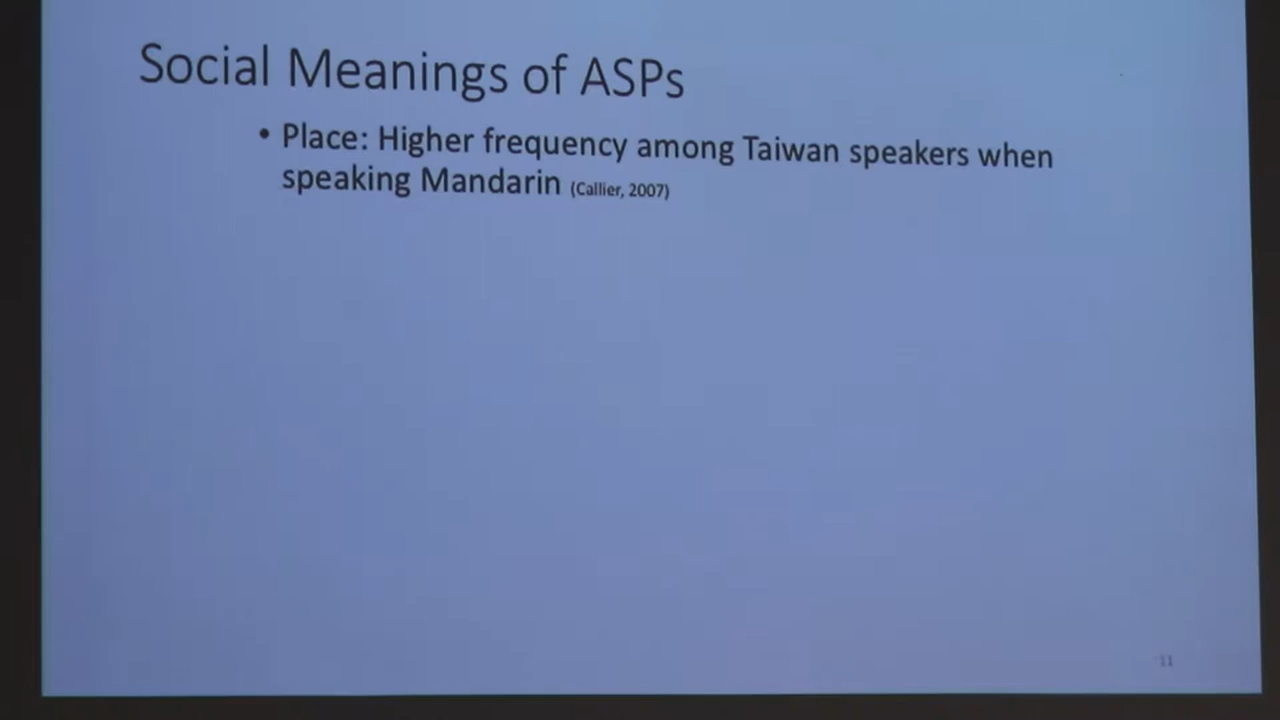 Social Meanings of ASPs
• Place: Higher frequency among Taiwan speakers when
speaking Mandarin (Callier, 2007)
11